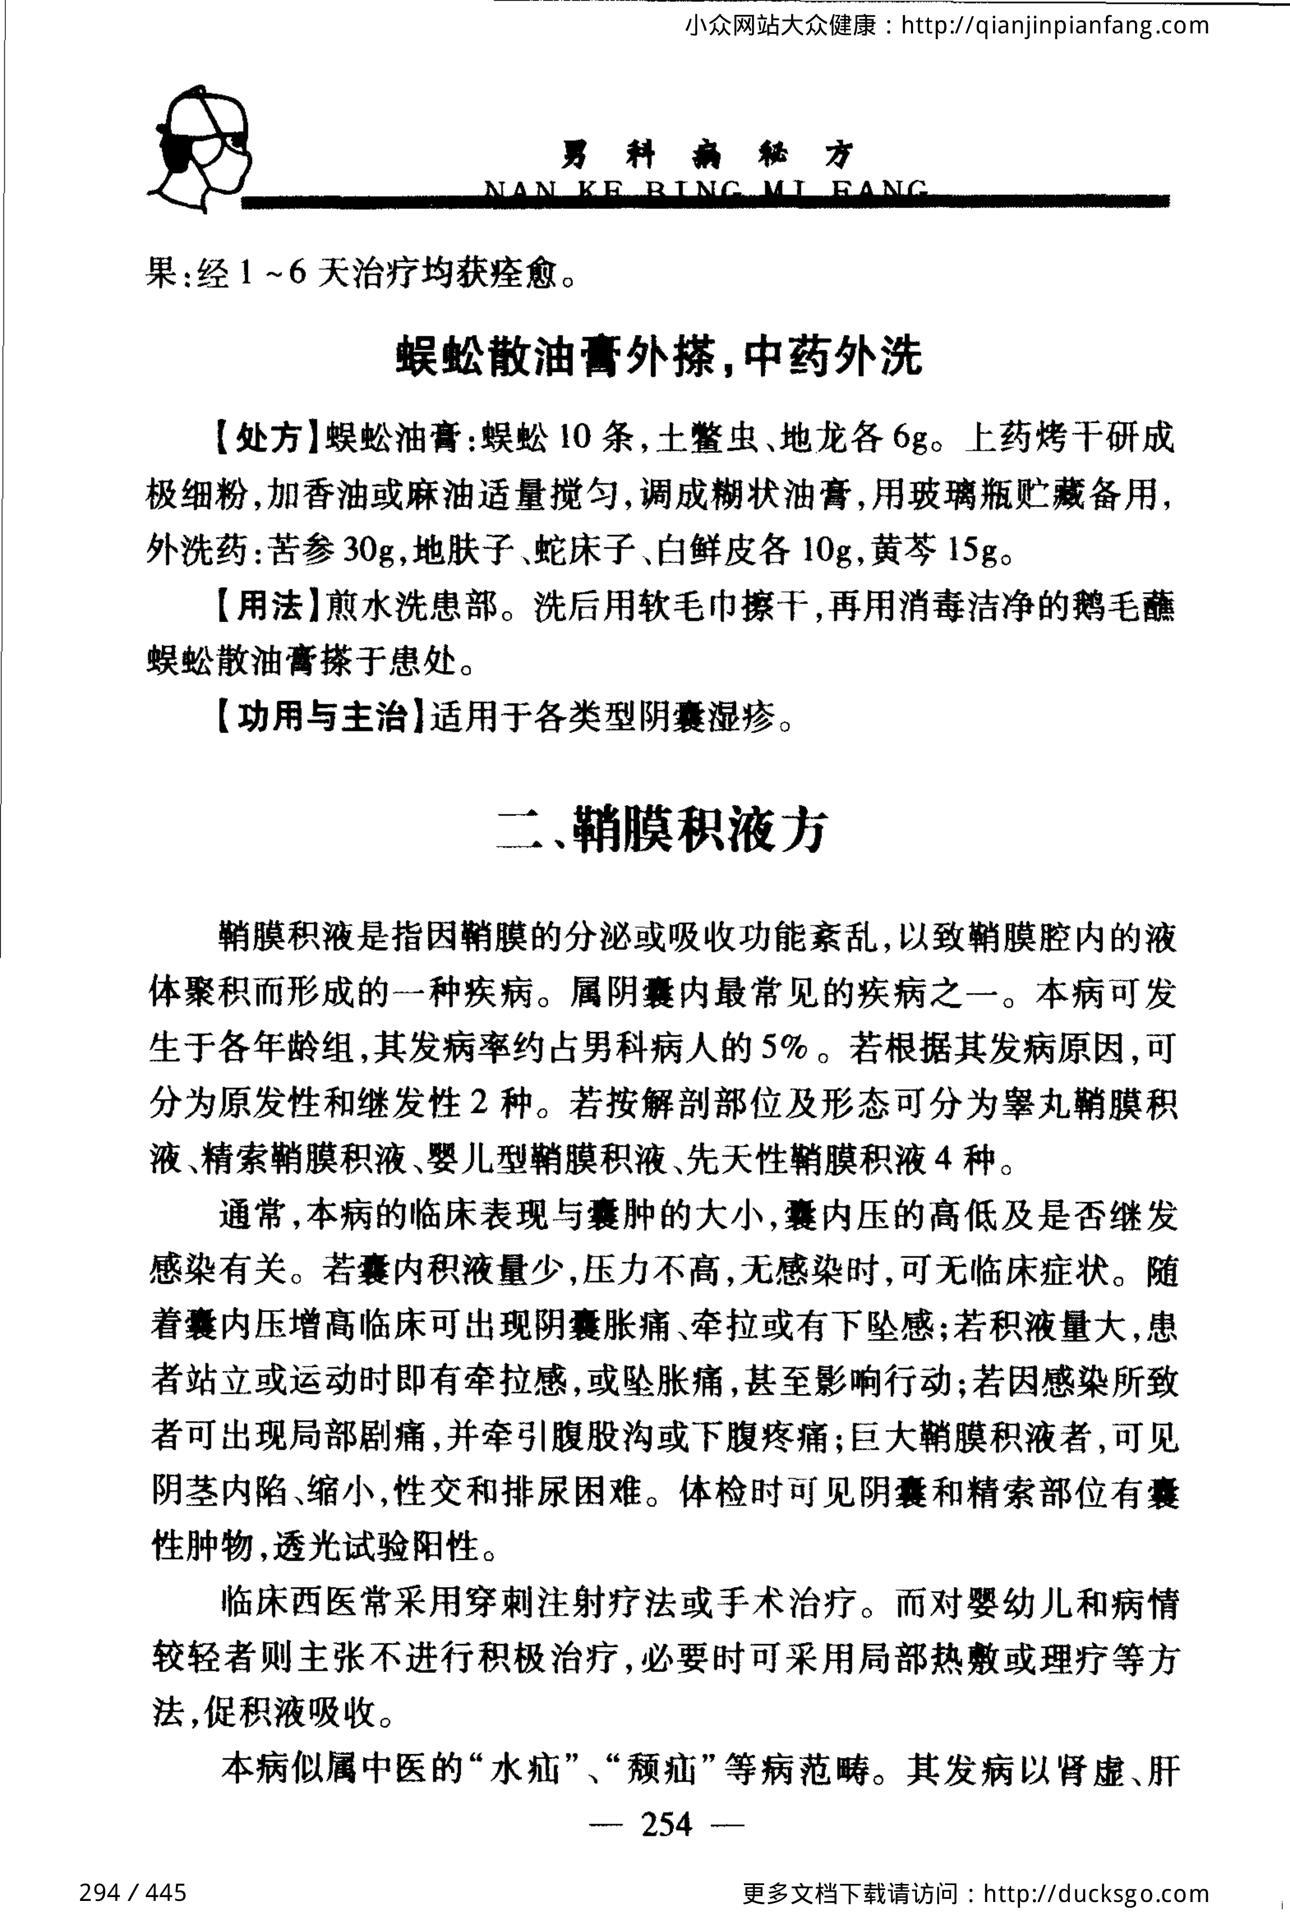 小众网站大众健康：http://qianjinpianfang.com
男科病秘方
NAN KE BING MI FANG
果:经1~6天治疗均获痊愈。
蜈蚣散油膏外搽,中药外洗
【处方】蜈蚣油膏:蜈蚣10条,土鳖虫、地龙各6g。上药烤干研成
极细粉,加香油或麻油适量搅匀,调成糊状油膏,用玻璃瓶贮藏备用,
外洗药:苦参30g,地肤子、蛇床子、白鲜皮各10g,黄芩15g。
【用法】煎水洗患部。洗后用软毛巾擦干,再用消毒洁净的鹅毛蘸
蜈蚣散油膏搽于患处。
【功用与主治】适用于各类型阴囊湿疹。
二、鞘膜积液方
鞘膜积液是指因鞘膜的分泌或吸收功能紊乱,以致鞘膜腔内的液
体聚积而形成的一种疾病。属阴囊内最常见的疾病之一。本病可发
生于各年龄组,其发病率约占男科病人的5%。若根据其发病原因,可
分为原发性和继发性2种。若按解剖部位及形态可分为睾丸鞘膜积
液、精索鞘膜积液、婴儿型鞘膜积液、先天性鞘膜积液4种。
通常,本病的临床表现与囊肿的大小,囊内压的高低及是否继发
感染有关。若囊内积液量少,压力不高,无感染时,可无临床症状。随
着囊内压增高临床可出现阴囊胀痛、牵拉或有下坠感;若积液量大,患
者站立或运动时即有牵拉感,或坠胀痛,甚至影响行动;若因感染所致
者可出现局部剧痛,并牵引腹股沟或下腹疼痛;巨大鞘膜积液者,可见
阴茎内陷、缩小,性交和排尿困难。体检时可见阴囊和精索部位有囊
性肿物,透光试验阳性。
临床西医常采用穿刺注射疗法或手术治疗。而对婴幼儿和病情
较轻者则主张不进行积极治疗,必要时可采用局部热敷或理疗等方
法,促积液吸收。
本病似属中医的“水疝”、“㿗疝”等病范畴。其发病以肾虚、肝
— 254 —
294 / 445
更多文档下载请访问：http://ducksgo.com